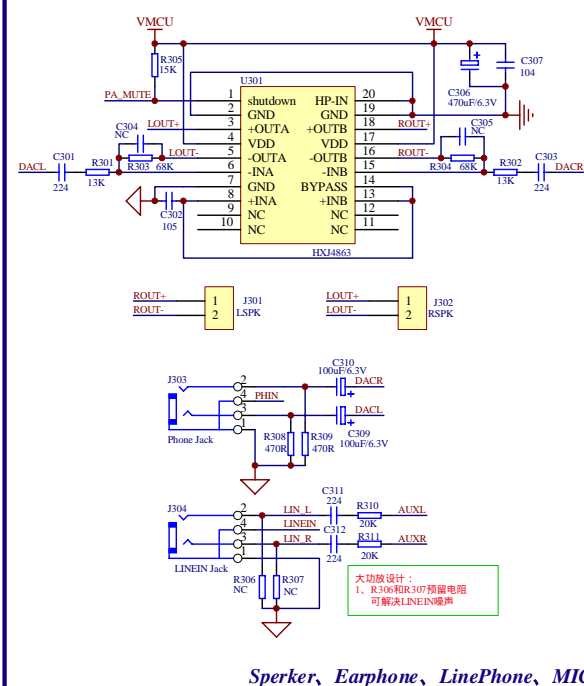 VMCU
VMCU
R305
15K
C307
104
C306
470uF/6.3V
U301
PA_MUTE
1 shutdown HP-IN 20
2 GND GND 19
LOUT+ 3 +OUTA +OUTB 18 ROUT+
4 VDD VDD 17
C304
NC
LOUT- 5 -OUTA -OUTB 16 ROUT-
C305
NC
6 -INA -INB 15
7 GND BYPASS 14
8 +INA +INB 13
9 NC NC 12
10 NC NC 11
HXJ4863
DACL
C301
224
R301
13K
R303 68K
C302
105
R304 68K
R302
13K
C303
224
DACR
ROUT+ 1 J301
ROUT- 2 LSPK
LOUT+ 1 J302
LOUT- 2 RSPK
C310
100uF/6.3V
J303
2
DACR
4 PHIN
3
DACL
1
Phone Jack
R308
470R
R309
470R
C309
100uF/6.3V
C311
224
R310
J304
2 LIN_L AUXL
20K
4 LINEIN
C312
R311
3 LIN_R AUXR
224
20K
1
LINEIN Jack
R306
NC
R307
NC
大功放设计：
1、R306和R307预留电阻
可解决LINEIN噪声
Sperker、Earphone、LinePhone、MIC